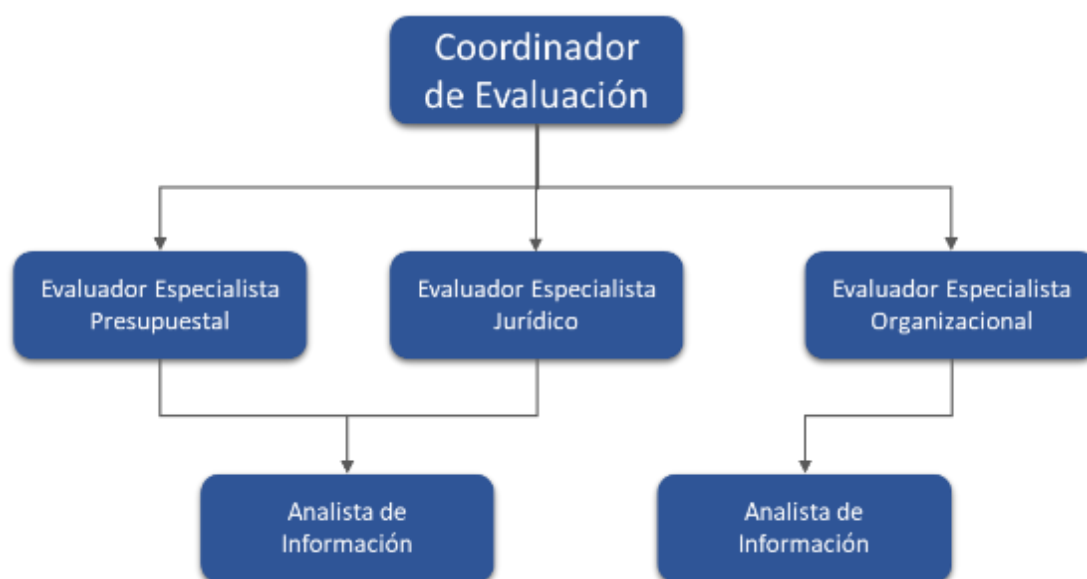 Coordinador
de Evaluación
Evaluador Especialista
Presupuestal
Evaluador Especialista
Jurídico
Evaluador Especialista
Organizacional
Analista de
Información
Analista de
Información